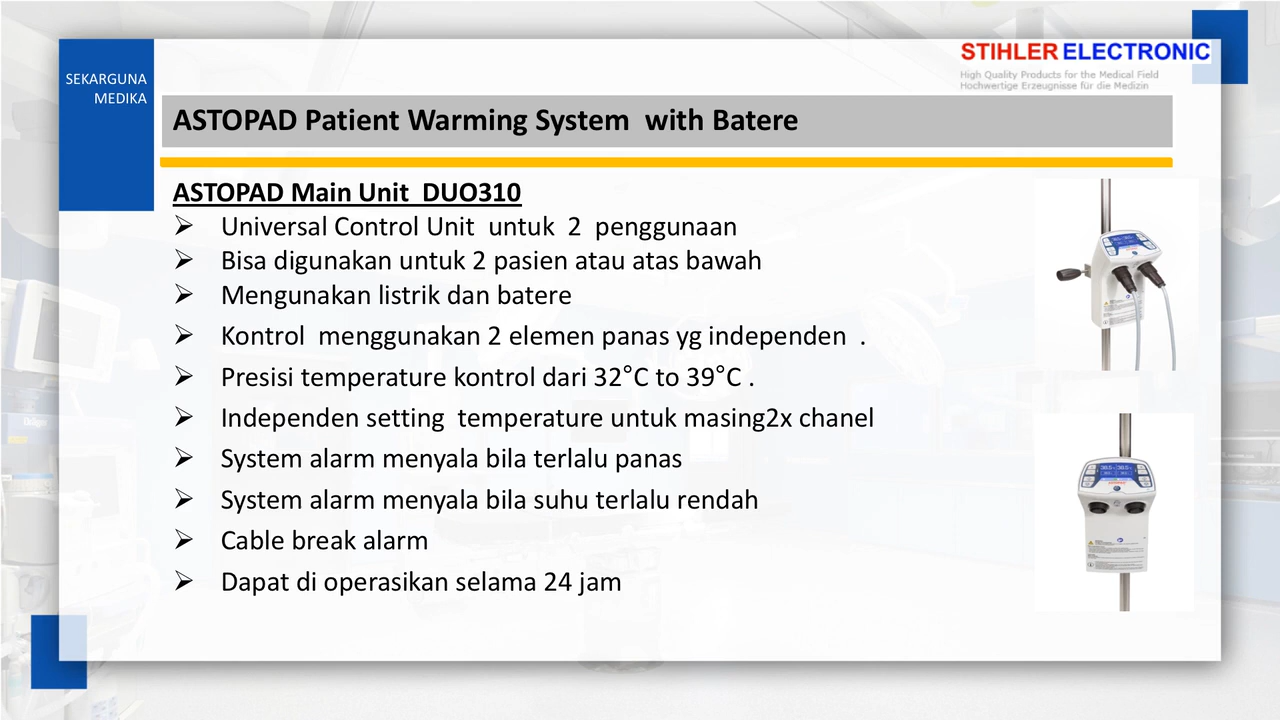 SEKARGUNA
MEDIKA
STIHLER ELECTRONIC
High Quality Products for the Medical Field
Hochwertige Erzeugnisse für die Medizin
ASTOPAD Patient Warming System with Batere
ASTOPAD Main Unit DUO310
➢ Universal Control Unit untuk 2 penggunaan
➢ Bisa digunakan untuk 2 pasien atau atas bawah
➢ Mengunakan listrik dan batere
➢ Kontrol menggunakan 2 elemen panas yg independen .
➢ Presisi temperature kontrol dari 32°C to 39°C .
➢ Independen setting temperature untuk masing2x chanel
➢ System alarm menyala bila terlalu panas
➢ System alarm menyala bila suhu terlalu rendah
➢ Cable break alarm
➢ Dapat di operasikan selama 24 jam